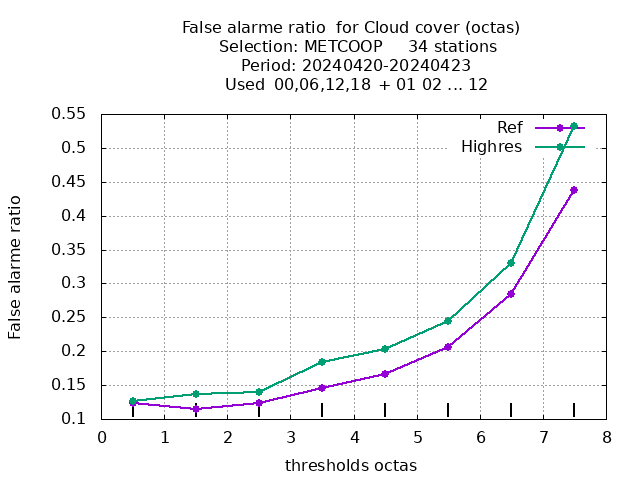 False alarme ratio  for Cloud cover (octas)
Selection: METCOOP     34 stations
Period: 20240420-20240423
Used  00,06,12,18 + 01 02 ... 12
Ref
Highres
0.55
0.5
0.45
0.4
0.35
0.3
0.25
0.2
0.15
0.1
False alarme ratio
0 1 2 3 4 5 6 7 8
thresholds octas